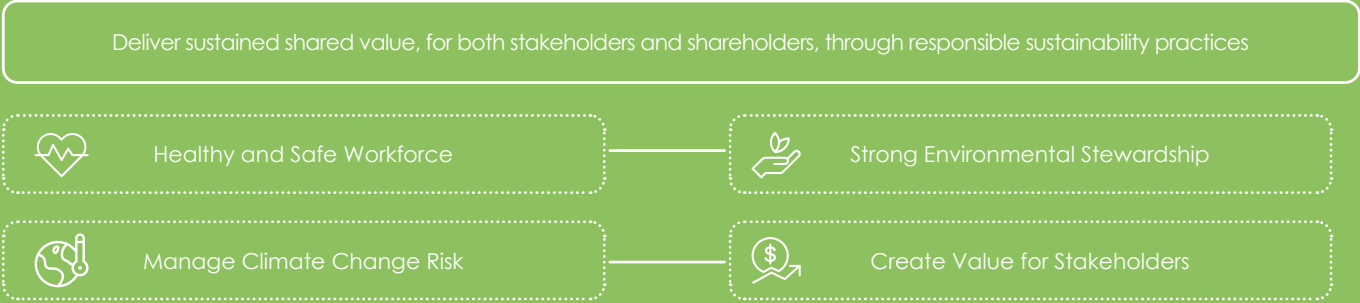 Deliver sustained shared value, for both stakeholders and shareholders, through responsible sustainability practices
Healthy and Safe Workforce
Strong Environmental Stewardship
Manage Climate Change Risk
$
Create Value for Stakeholders